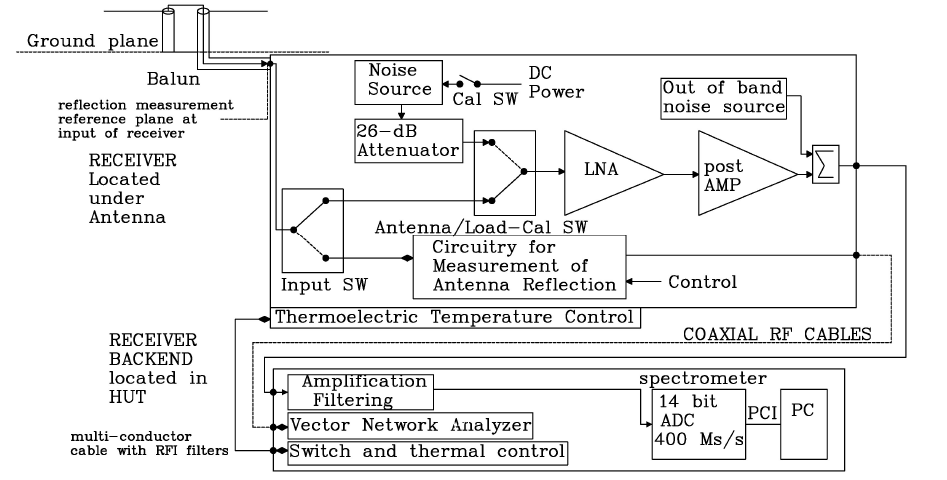 Ground plane
Balun
reflection measurement
reference plane at
input of receiver
RECEIVER
Located
under
Antenna
Noise
Source
Cal SW
DC
Power
26-dB
Attenuator
Out of band
noise source
LNA
post
AMP
Σ
Antenna/Load-Cal SW
Input SW
Circuitry for
Measurement of
Antenna Reflection
Control
Thermoelectric Temperature Control
COAXIAL RF CABLES
RECEIVER
BACKEND
located in
HUT
multi-conductor
cable with RFI filters
Amplification
Filtering
Vector Network Analyzer
Switch and thermal control
spectrometer
14 bit
ADC
400 Ms/s
PCI
PC